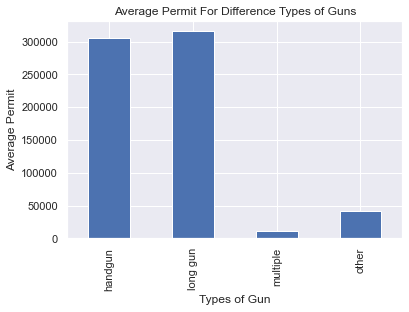 Average Permit For Difference Types of Guns
Average Permit
300000
250000
200000
150000
100000
50000
0
handgun
long gun
multiple
other
Types of Gun